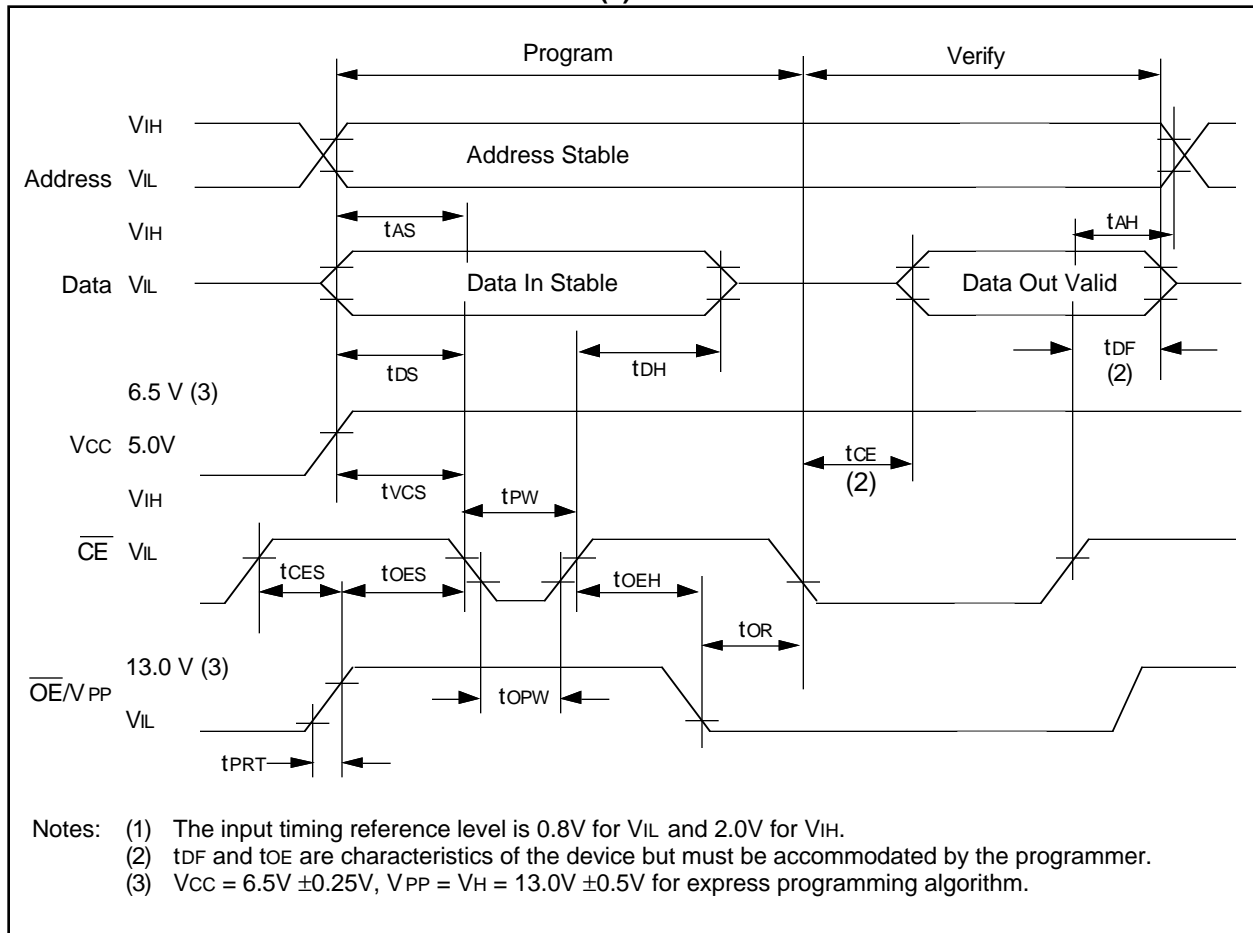 Program
Verify
VIH
Address Stable
Address VIL
VIH
tAS
tAH
Data VIL
Data In Stable
Data Out Valid
tDS
tDH
tDF
(2)
6.5 V (3)
VCC 5.0V
tCE
(2)
VIH
tVCS
tPW
CE VIL
tCES
tOES
tOEH
tOR
13.0 V (3)
OE/VPP
tOPW
VIL
tPRT
Notes: (1) The input timing reference level is 0.8V for VIL and 2.0V for VIH.
(2) tDF and tOE are characteristics of the device but must be accommodated by the programmer.
(3) VCC = 6.5V ±0.25V, VPP = VH = 13.0V ±0.5V for express programming algorithm.